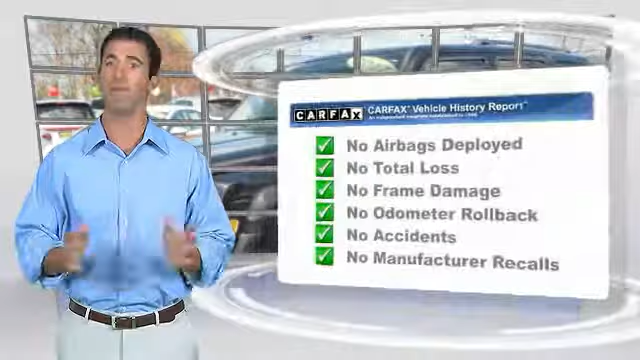 CARFAX CARFAX Vehicle History Report™
No Airbags Deployed
No Total Loss
No Frame Damage
No Odometer Rollback
No Accidents
No Manufacturer Recalls